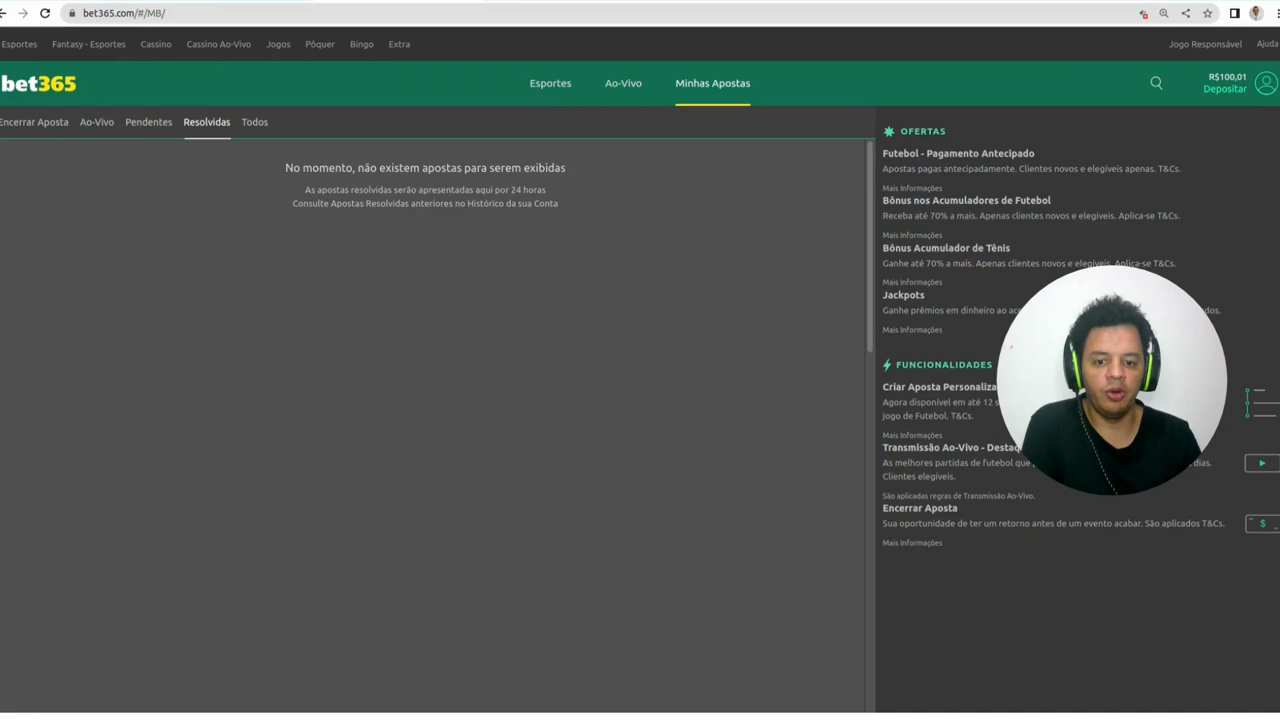 bet365.com/#/MB/
Esportes Fantasy - Esportes Cassino Cassino Ao-Vivo Jogos Pôquer Bingo Extra Jogo Responsável Ajuda
bet365 Esportes Ao-Vivo Minhas Apostas R$100,01
Depositar
Encerrar Aposta Ao-Vivo Pendentes Resolvidas Todos
No momento, não existem apostas para serem exibidas
As apostas resolvidas serão apresentadas aqui por 24 horas
Consulte Apostas Resolvidas anteriores no Histórico da sua Conta
OFERTAS
Futebol - Pagamento Antecipado
Apostas pagas antecipadamente. Clientes novos e elegíveis apenas. T&Cs.
Mais Informações
Bônus nos Acumuladores de Futebol
Receba até 70% a mais. Apenas clientes novos e elegíveis. Aplica-se T&Cs.
Mais Informações
Bônus Acumulador de Tênis
Ganhe até 70% a mais. Apenas clientes novos e elegíveis. Aplica-se T&Cs.
Mais Informações
Jackpots
Ganhe prêmios em dinheiro ao
Mais Informações
FUNCIONALIDADES
Criar Aposta
Agora disponível em até 12
jogo de Futebol. T&Cs.
Mais Informações
Transmissão Ao-Vivo -
As melhores partidas de futebol que dias.
Clientes elegíveis.
São aplicadas regras de Transmissão Ao-Vivo.
Encerrar Aposta
Sua oportunidade de ter um retorno antes de um evento acabar. São aplicados T&Cs.
$
Mais Informações